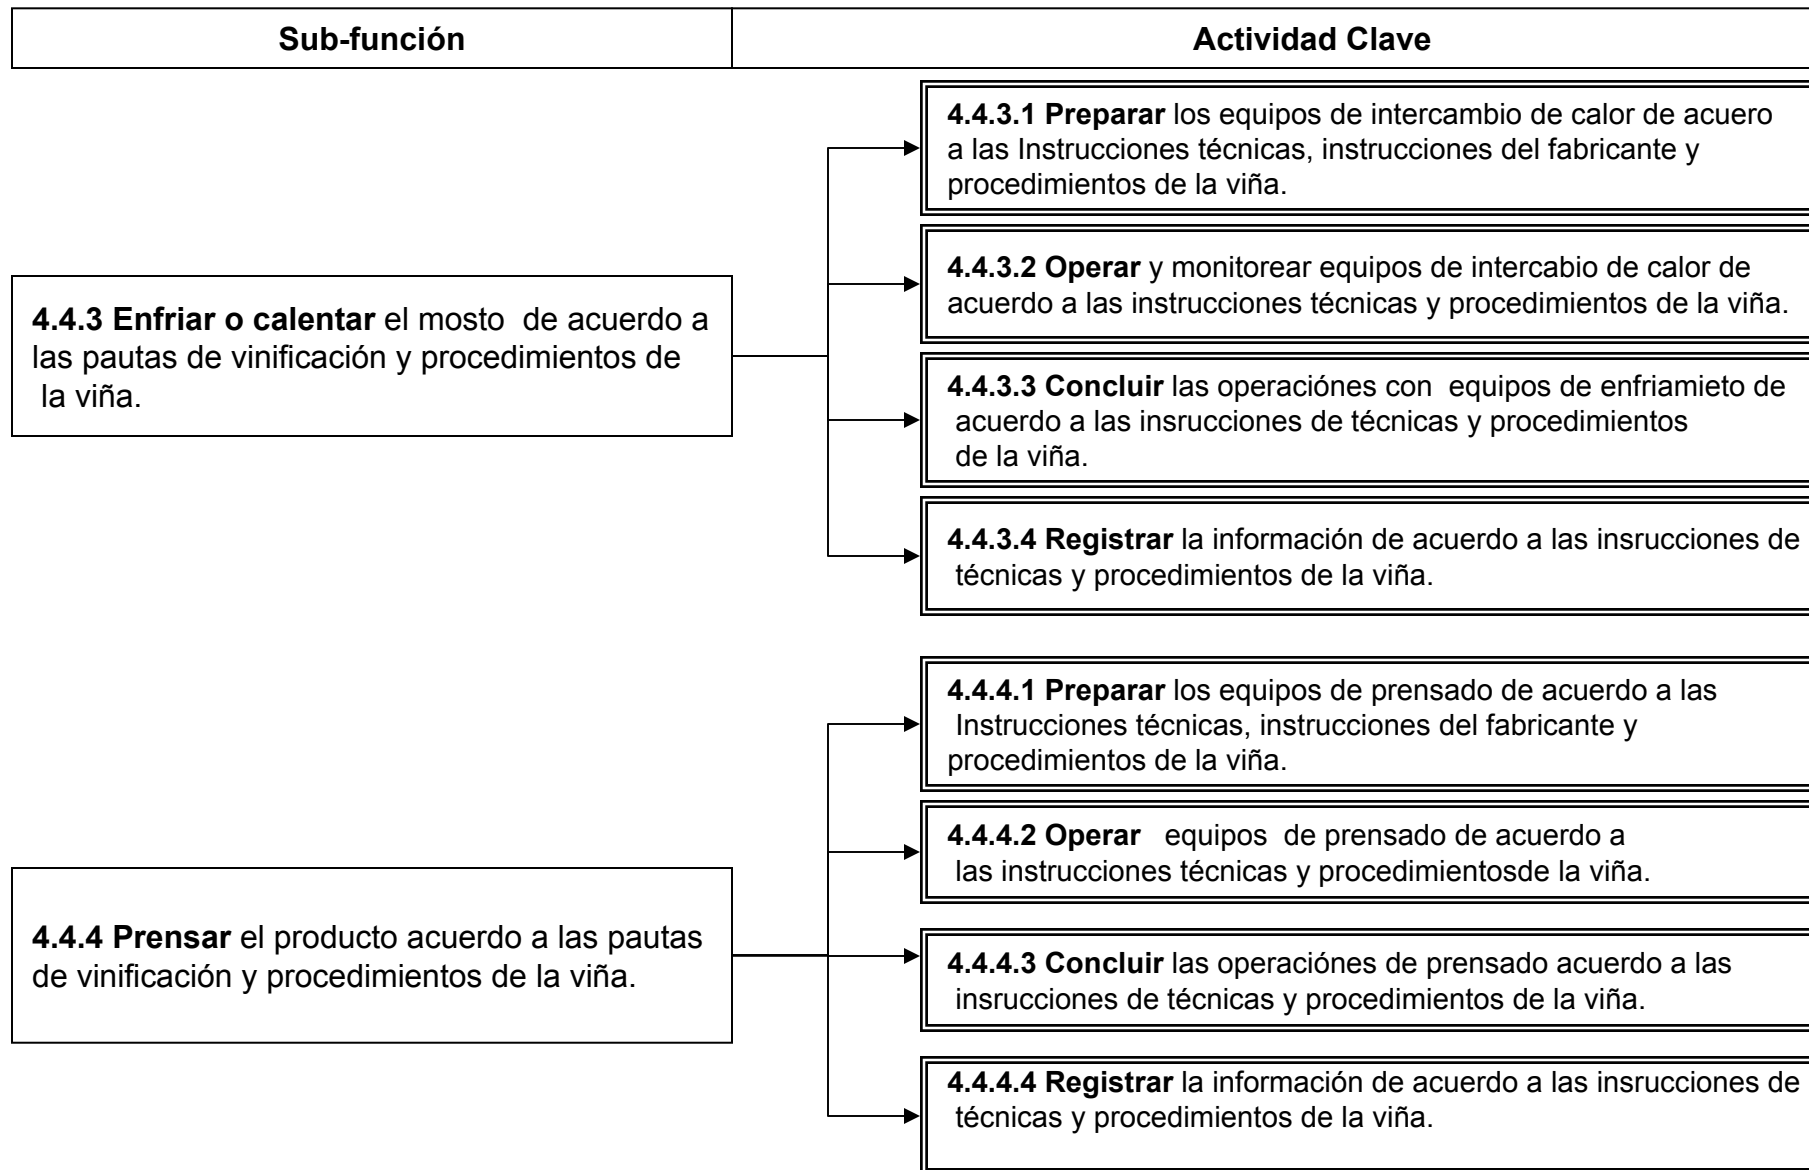 Sub-función
Actividad Clave
4.4.3 Enfriar o calentar el mosto de acuerdo a
las pautas de vinificación y procedimientos de
la viña.
4.4.3.1 Preparar los equipos de intercambio de calor de acuero
a las Instrucciones técnicas, instrucciones del fabricante y
procedimientos de la viña.
4.4.3.2 Operar y monitorear equipos de intercabio de calor de
acuerdo a las instrucciones técnicas y procedimientos de la viña.
4.4.3.3 Concluir las operaciónes con equipos de enfriamieto de
acuerdo a las insrucciones de técnicas y procedimientos
de la viña.
4.4.3.4 Registrar la información de acuerdo a las insrucciones de
técnicas y procedimientos de la viña.
4.4.4 Prensar el producto acuerdo a las pautas
de vinificación y procedimientos de la viña.
4.4.4.1 Preparar los equipos de prensado de acuerdo a las
Instrucciones técnicas, instrucciones del fabricante y
procedimientos de la viña.
4.4.4.2 Operar equipos de prensado de acuerdo a
las instrucciones técnicas y procedimientosde la viña.
4.4.4.3 Concluir las operaciónes de prensado acuerdo a las
insrucciones de técnicas y procedimientos de la viña.
4.4.4.4 Registrar la información de acuerdo a las insrucciones de
técnicas y procedimientos de la viña.